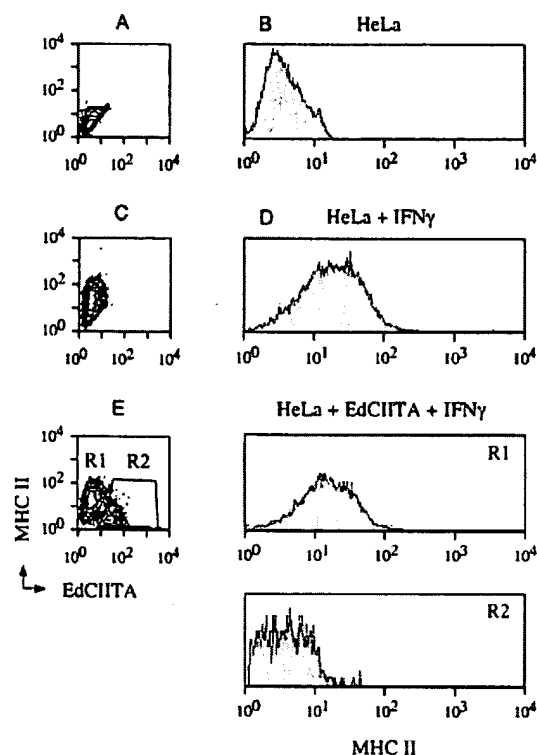 A
B HeLa
10⁴
10²
10⁰
10⁰ 10² 10⁴
10⁰ 10¹ 10² 10³ 10⁴
C
D HeLa + IFNγ
10⁴
10²
10⁰
10⁰ 10² 10⁴
10⁰ 10¹ 10² 10³ 10⁴
E
HeLa + EdCIITA + IFNγ
10⁴
R1 R2
10²
10⁰
10⁰ 10² 10⁴
MHC II
EdCIITA
R1
10⁰ 10¹ 10² 10³ 10⁴
R2
10⁰ 10¹ 10² 10³ 10⁴
MHC II